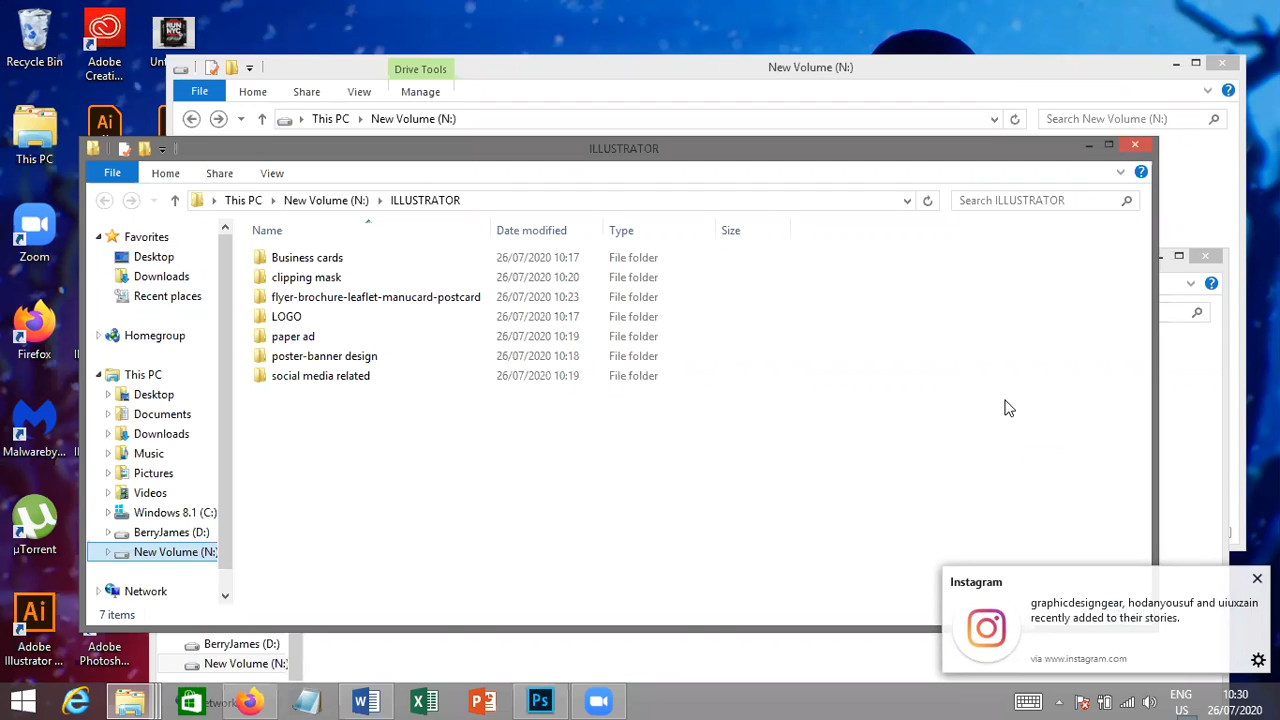 Recycle Bin
Adobe Creati...
RUN NYC
Drive Tools
New Volume (N:)
File
Home
Share
View
Manage
This PC
New Volume (N:)
Search New Volume (N:)
This PC
Ai
ILLUSTRATOR
File
Home
Share
View
This PC
New Volume (N:)
ILLUSTRATOR
Search ILLUSTRATOR
Name
Date modified
Type
Size
Favorites
Desktop
Downloads
Recent places
Homegroup
This PC
Desktop
Documents
Downloads
Music
Pictures
Videos
Windows 8.1 (C:)
BerryJames (D:)
New Volume (N:)
Network
7 items
Business cards 26/07/2020 10:17 File folder
clipping mask 26/07/2020 10:20 File folder
flyer-brochure-leaflet-manucard-postcard 26/07/2020 10:23 File folder
LOGO 26/07/2020 10:17 File folder
paper ad 26/07/2020 10:19 File folder
poster-banner design 26/07/2020 10:18 File folder
social media related 26/07/2020 10:19 File folder
Zoom
Firefox
Malwareby...
µTorrent
Ai
Adobe Illustrator ...
Adobe Photosh...
BerryJames (D:)
New Volume (N:)
Instagram
graphicdesigngear, hodanyousuf and uiuxzain
recently added to their stories.
via www.instagram.com
Ps
ENG
US
10:30
26/07/2020